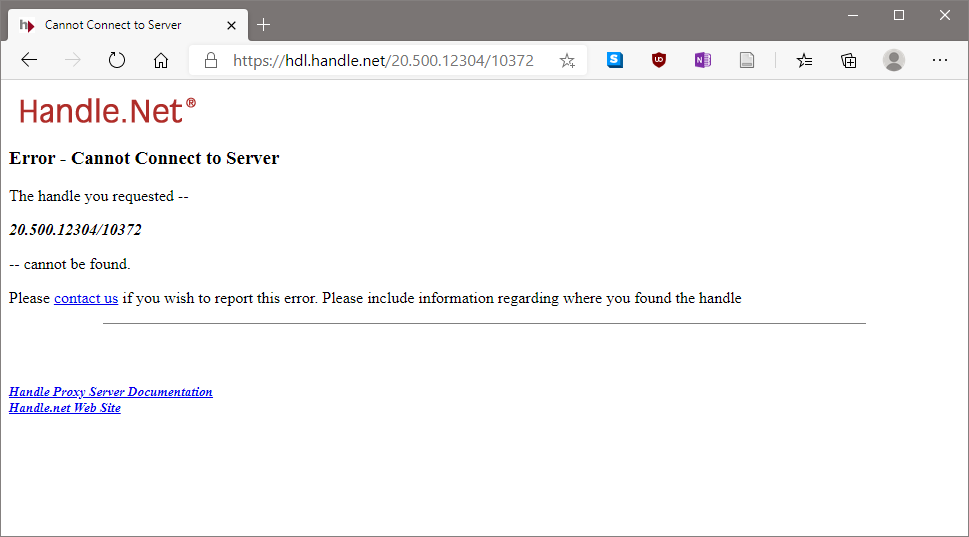 Cannot Connect to Server
https://hdl.handle.net/20.500.12304/10372
Handle.Net®
Error - Cannot Connect to Server
The handle you requested --
20.500.12304/10372
-- cannot be found.
Please contact us if you wish to report this error. Please include information regarding where you found the handle
Handle Proxy Server Documentation
Handle.net Web Site